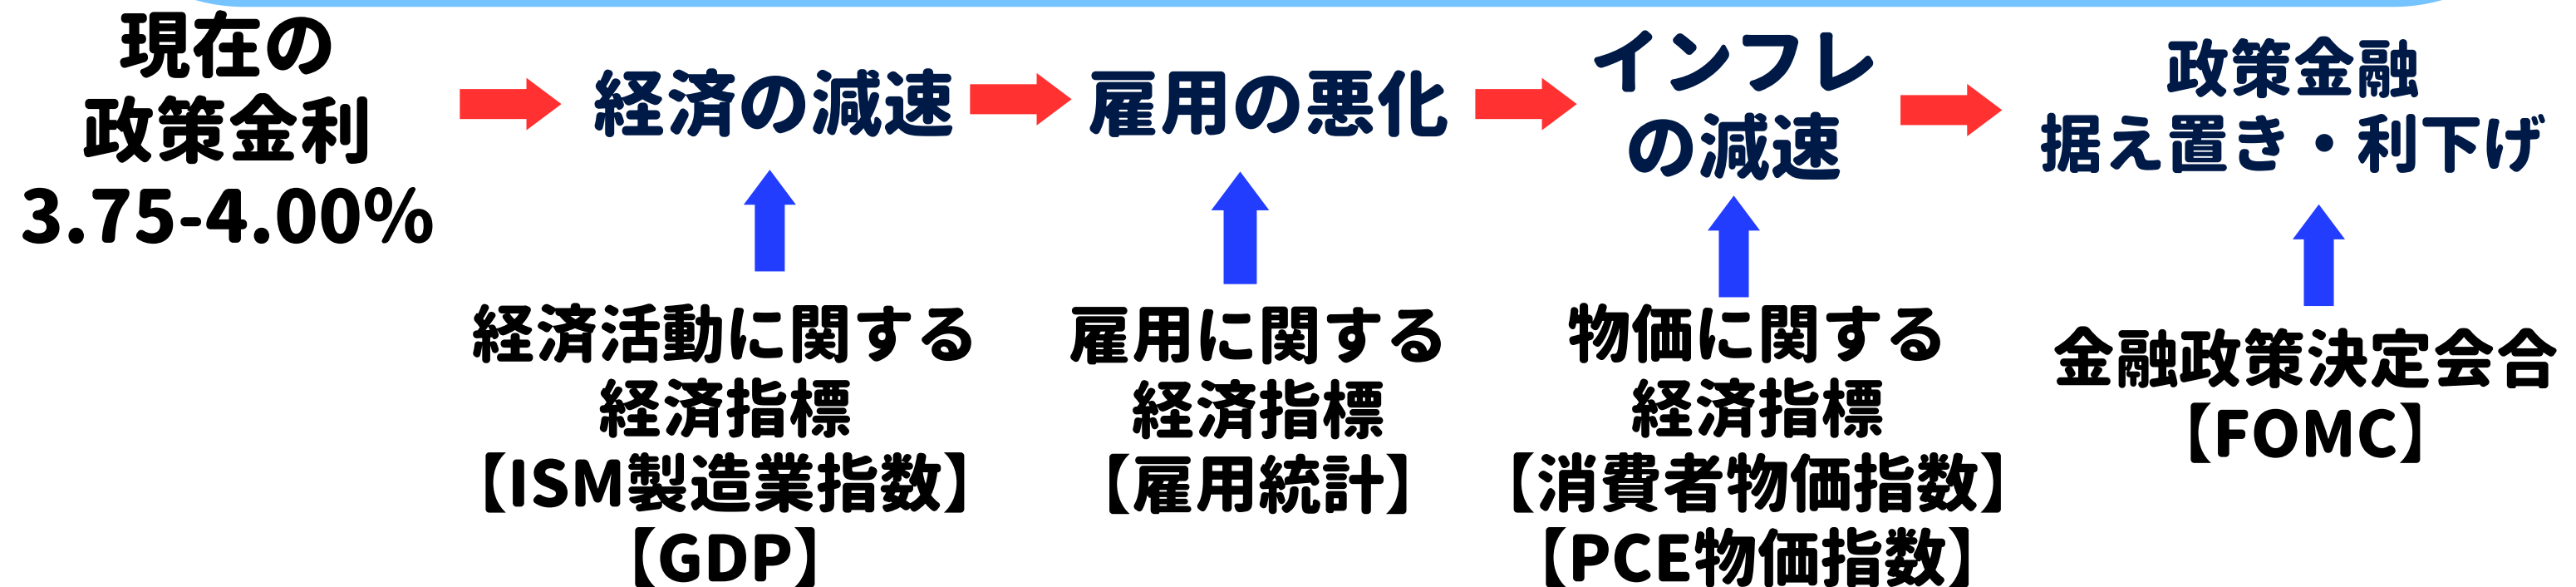 現在の
政策金利
3.75-4.00%
経済の減速
雇用の悪化
インフレ
の減速
政策金融
据え置き・利下げ
経済活動に関する
経済指標
【ISM製造業指数】
【GDP】
雇用に関する
経済指標
【雇用統計】
物価に関する
経済指標
【消費者物価指数】
【PCE物価指数】
金融政策決定会合
【FOMC】